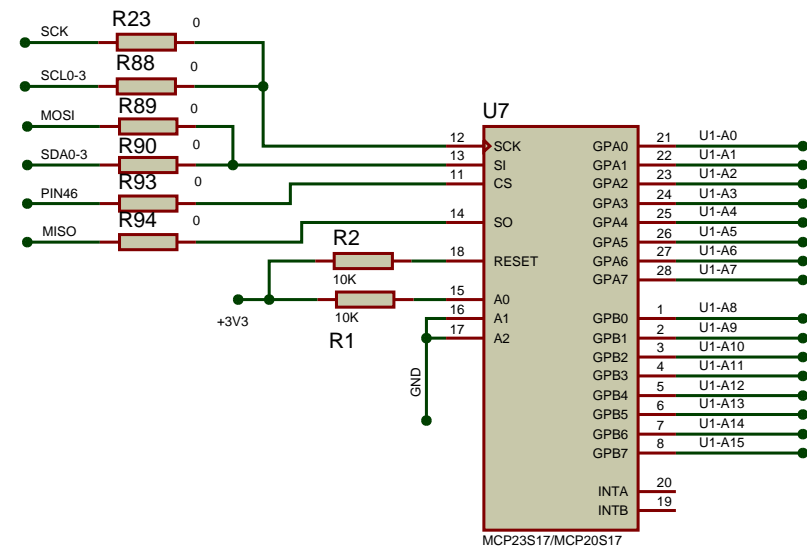 SCK
R23
0
SCL0-3
R88
0
MOSI
R89
0
SDA0-3
R90
0
PIN46
R93
0
MISO
R94
0
R2
10K
+3V3
10K
R1
GND
U7
12 SCK
13 SI
11 CS
14 SO
18 RESET
15 A0
16 A1
17 A2
GPA0 21 U1-A0
GPA1 22 U1-A1
GPA2 23 U1-A2
GPA3 24 U1-A3
GPA4 25 U1-A4
GPA5 26 U1-A5
GPA6 27 U1-A6
GPA7 28 U1-A7
GPB0 1 U1-A8
GPB1 2 U1-A9
GPB2 3 U1-A10
GPB3 4 U1-A11
GPB4 5 U1-A12
GPB5 6 U1-A13
GPB6 7 U1-A14
GPB7 8 U1-A15
INTA 20
INTB 19
MCP23S17/MCP20S17